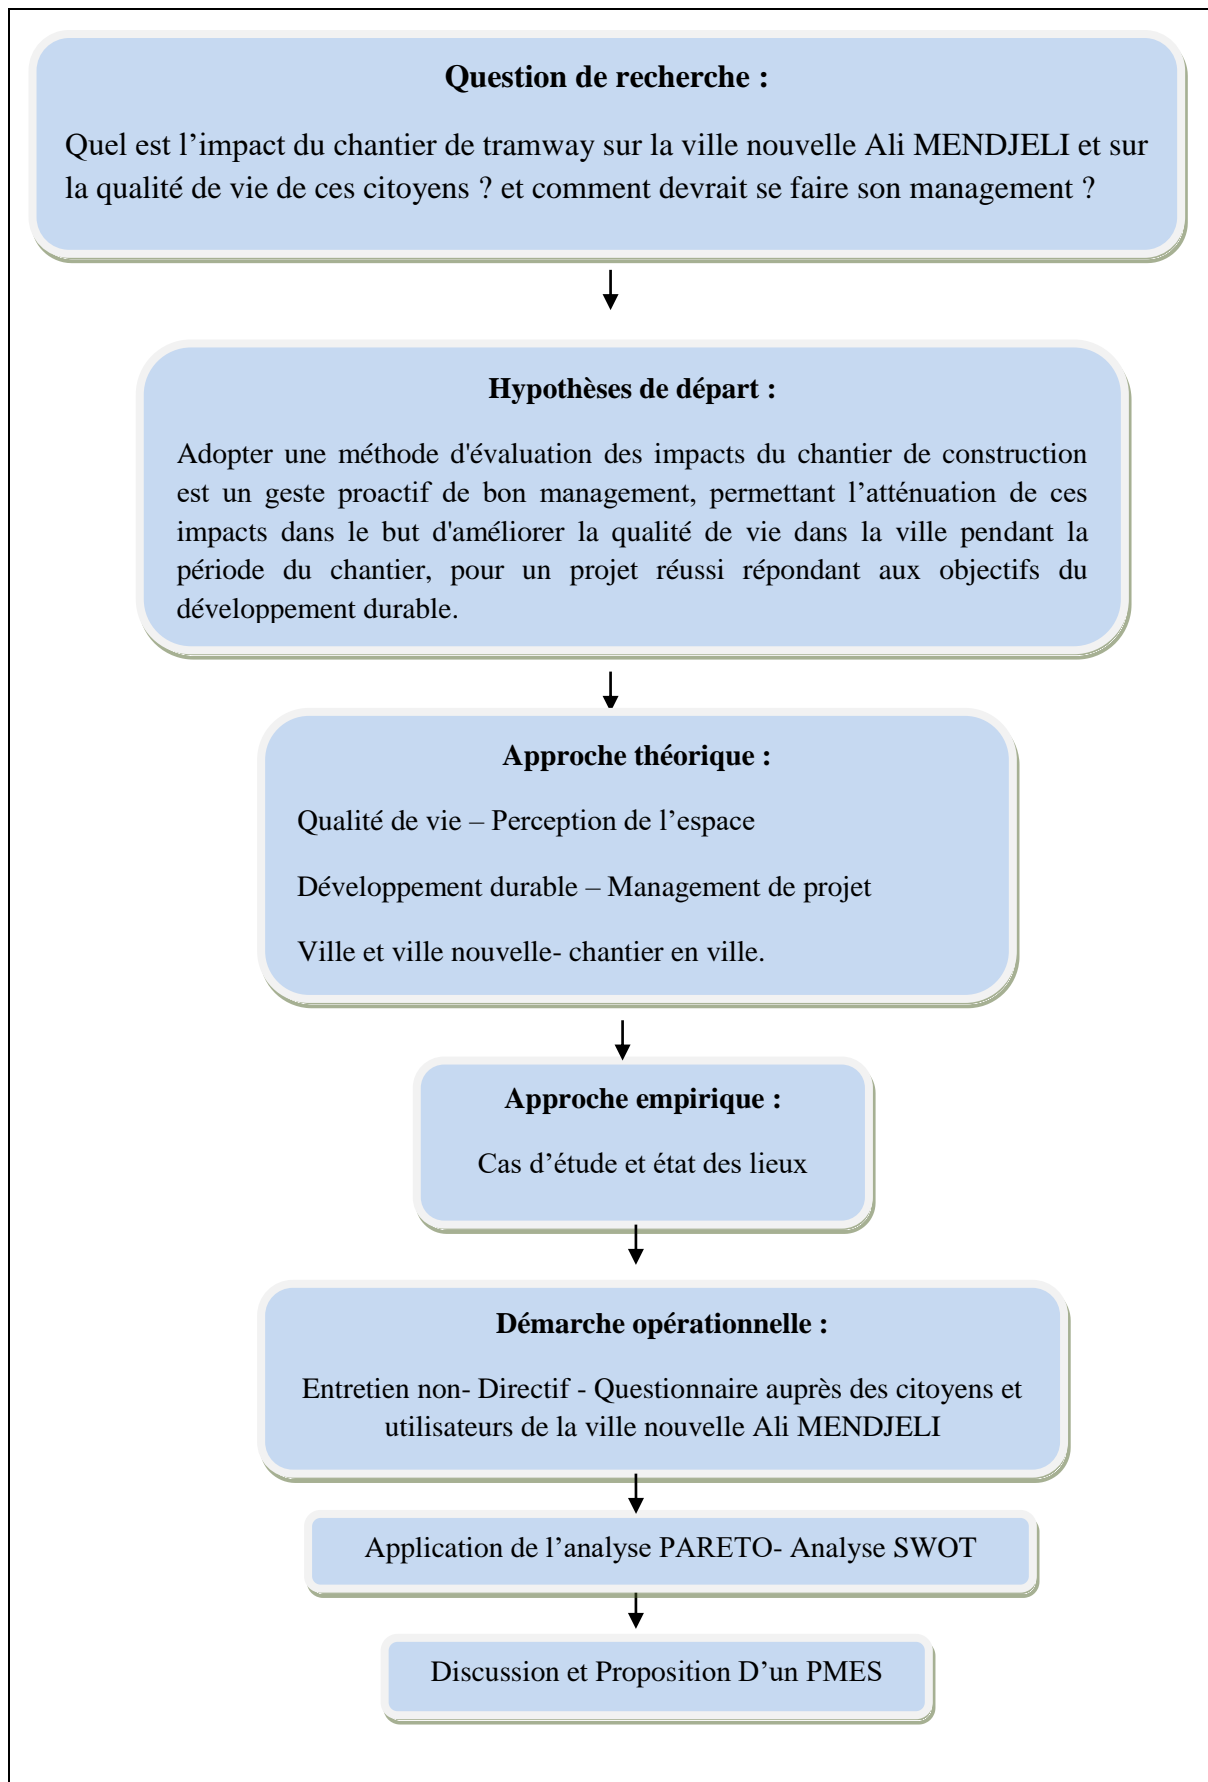 Question de recherche :
Quel est l’impact du chantier de tramway sur la ville nouvelle Ali MENDJELI et sur
la qualité de vie de ces citoyens ? et comment devrait se faire son management ?
Hypothèses de départ :
Adopter une méthode d'évaluation des impacts du chantier de construction
est un geste proactif de bon management, permettant l’atténuation de ces
impacts dans le but d'améliorer la qualité de vie dans la ville pendant la
période du chantier, pour un projet réussi répondant aux objectifs du
développement durable.
Approche théorique :
Qualité de vie – Perception de l’espace
Développement durable – Management de projet
Ville et ville nouvelle- chantier en ville.
Approche empirique :
Cas d’étude et état des lieux
Démarche opérationnelle :
Entretien non- Directif - Questionnaire auprès des citoyens et
utilisateurs de la ville nouvelle Ali MENDJELI
Application de l’analyse PARETO- Analyse SWOT
Discussion et Proposition D’un PMES